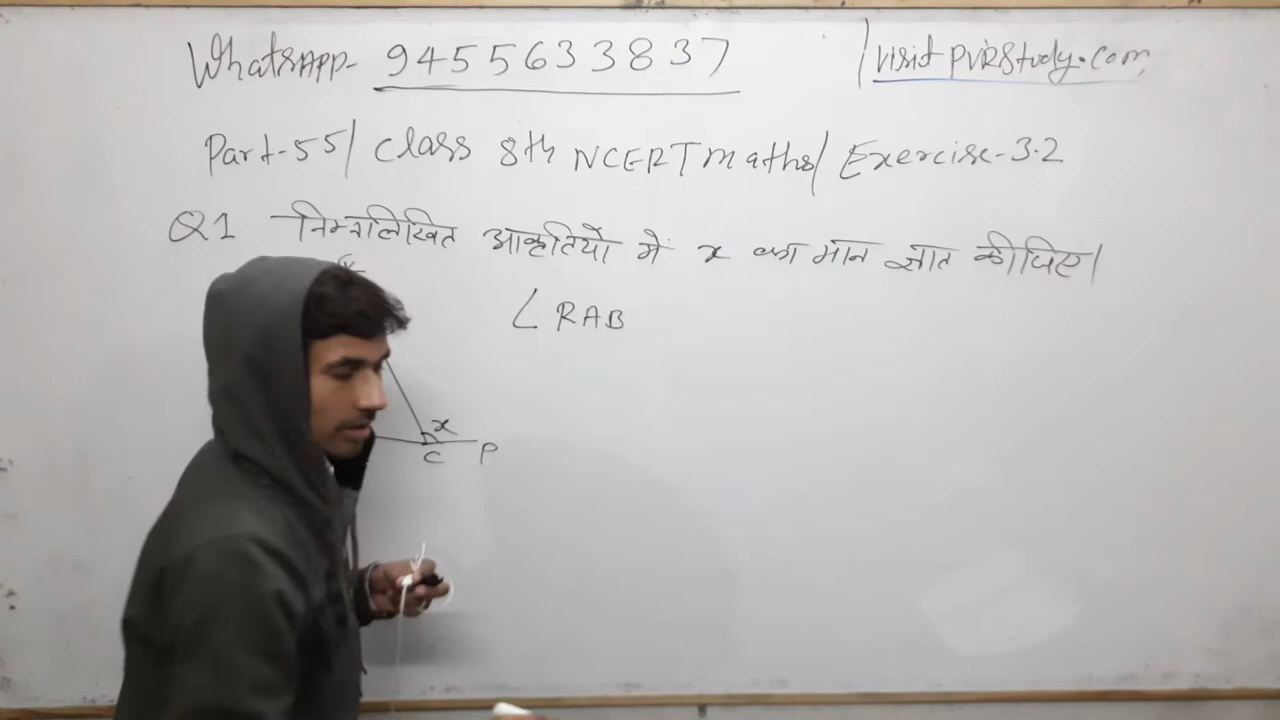 WhatsAPP- 9455633837 / visit PVRStudy.com
Part-55/ Class 8th NCERT maths/ Exercise-3.2
Q1 निम्नलिखित आकृतियों में x का मान ज्ञात कीजिए।
∠RAB
x
C P